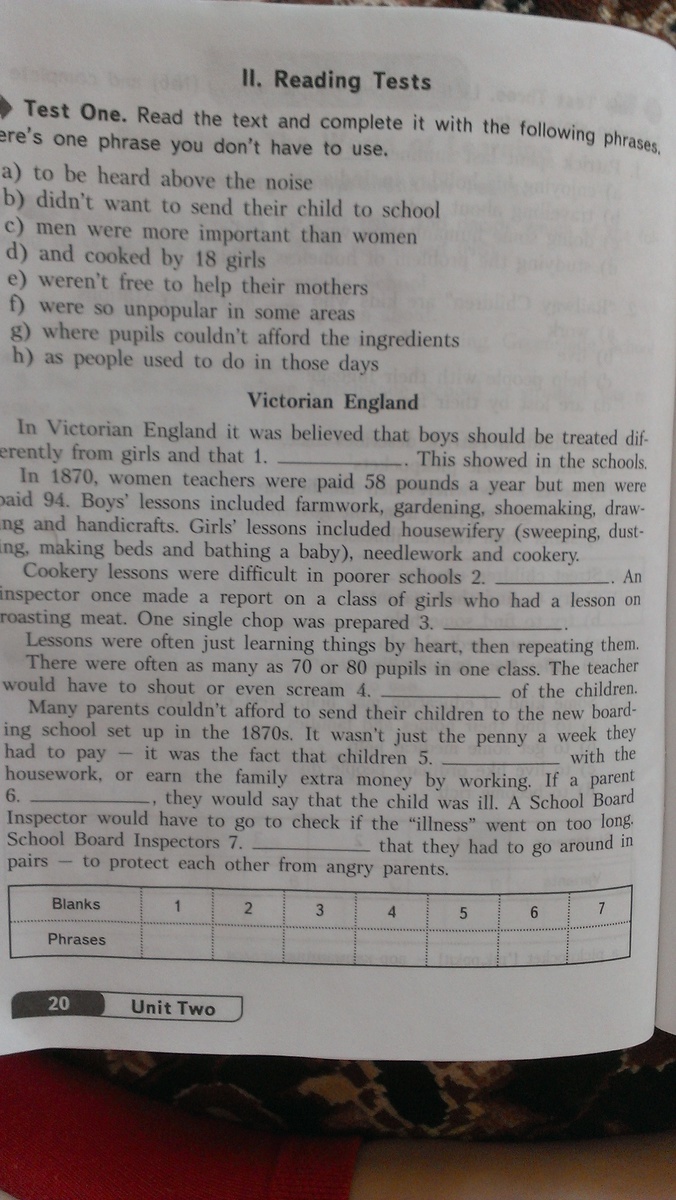 II. Reading Tests
Test One. Read the text and complete it with the following phrases.
ere's one phrase you don't have to use.
a) to be heard above the noise
b) didn't want to send their child to school
c) men were more important than women
d) and cooked by 18 girls
e) weren't free to help their mothers
f) were so unpopular in some areas
g) where pupils couldn't afford the ingredients
h) as people used to do in those days
Victorian England
In Victorian England it was believed that boys should be treated dif-
erently from girls and that 1. ____________. This showed in the schools.
In 1870, women teachers were paid 58 pounds a year but men were
paid 94. Boys' lessons included farmwork, gardening, shoemaking, draw-
ing and handicrafts. Girls' lessons included housewifery (sweeping, dust-
ing, making beds and bathing a baby), needlework and cookery.
Cookery lessons were difficult in poorer schools 2. ____________. An
inspector once made a report on a class of girls who had a lesson on
roasting meat. One single chop was prepared 3. ____________.
Lessons were often just learning things by heart, then repeating them.
There were often as many as 70 or 80 pupils in one class. The teacher
would have to shout or even scream 4. ____________ of the children.
Many parents couldn't afford to send their children to the new board-
ing school set up in the 1870s. It wasn't just the penny a week they
had to pay — it was the fact that children 5. ____________ with the
housework, or earn the family extra money by working. If a parent
6. ____________, they would say that the child was ill. A School Board
Inspector would have to go to check if the “illness” went on too long.
School Board Inspectors 7. ____________ that they had to go around in
pairs — to protect each other from angry parents.
Blanks 1 2 3 4 5 6 7
Phrases
20 Unit Two